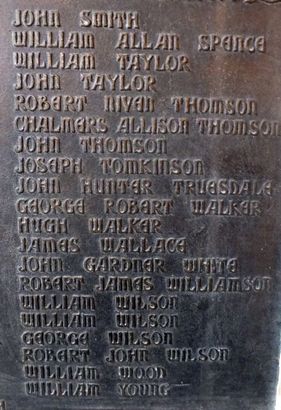 JOHN SMITH
WILLIAM ALLAN SPENCE
WILLIAM TAYLOR
JOHN TAYLOR
ROBERT NIVEN THOMSON
CHALMERS ALLISON THOMSON
JOHN THOMSON
JOSEPH TOMKINSON
JOHN HUNTER TRUESDALE
GEORGE ROBERT WALKER
HUGH WALKER
JAMES WALLACE
JOHN GARDNER WHITE
ROBERT JAMES WILLIAMSON
WILLIAM WILSON
WILLIAM WILSON
GEORGE WILSON
ROBERT JOHN WILSON
WILLIAM WOOD
WILLIAM YOUNG